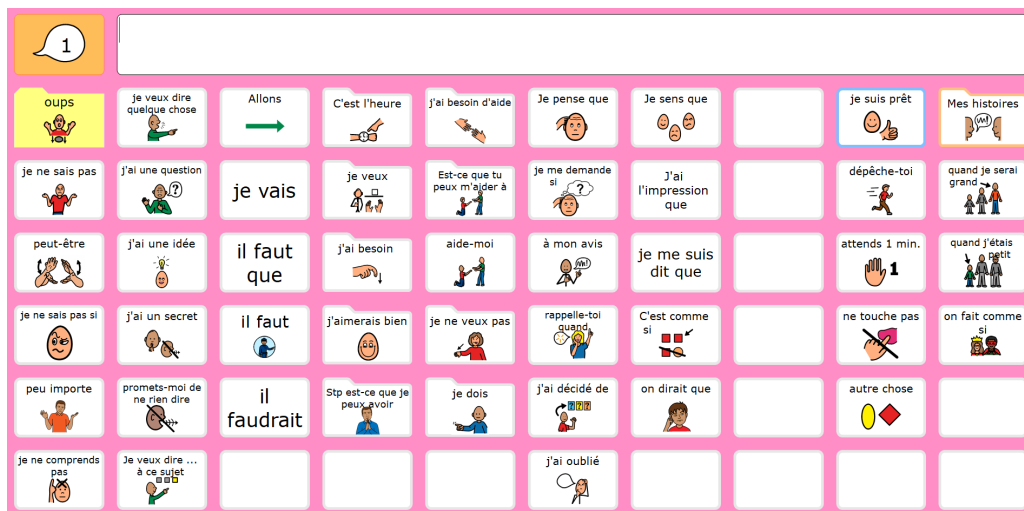 1
oups
je veux dire
quelque chose
Allons
C'est l'heure
j'ai besoin d'aide
Je pense que
Je sens que
je suis prêt
Mes histoires
je ne sais pas
j'ai une question
?
je vais
je veux
Est-ce que tu
peux m'aider à
je me demande
si
?
J'ai
l'impression
que
dépêche-toi
quand je serai
grand
peut-être
j'ai une idée
il faut
que
j'ai besoin
aide-moi
à mon avis
je me suis
dit que
attends 1 min.
1
quand j'étais
petit
je ne sais pas si
j'ai un secret
il faut
j'aimerais bien
je ne veux pas
rappelle-toi
quand
C'est comme
si
ne touche pas
on fait comme
si
peu importe
promets-moi de
ne rien dire
il
faudrait
Stp est-ce que je
peux avoir
je dois
j'ai décidé de
???
on dirait que
autre chose
je ne comprends
pas
Je veux dire ...
à ce sujet
j'ai oublié